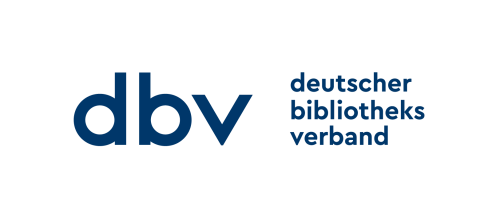 dbv
deutscher
bibliotheks
verband